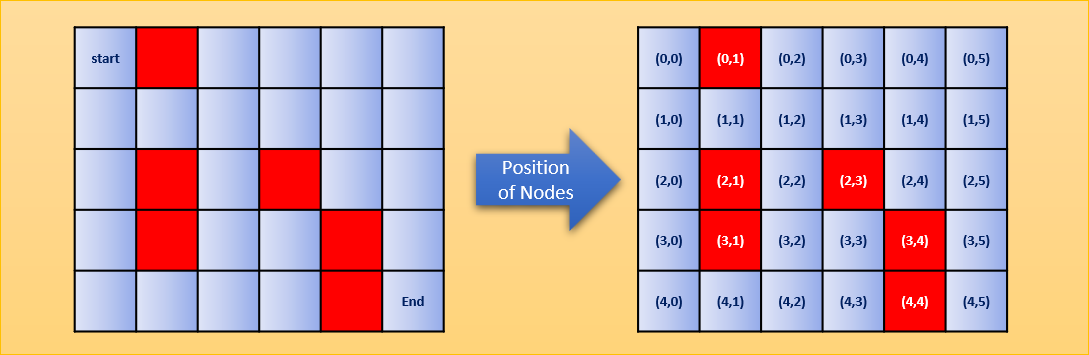 start
End
Position
of Nodes
(0,0) (0,1) (0,2) (0,3) (0,4) (0,5)
(1,0) (1,1) (1,2) (1,3) (1,4) (1,5)
(2,0) (2,1) (2,2) (2,3) (2,4) (2,5)
(3,0) (3,1) (3,2) (3,3) (3,4) (3,5)
(4,0) (4,1) (4,2) (4,3) (4,4) (4,5)